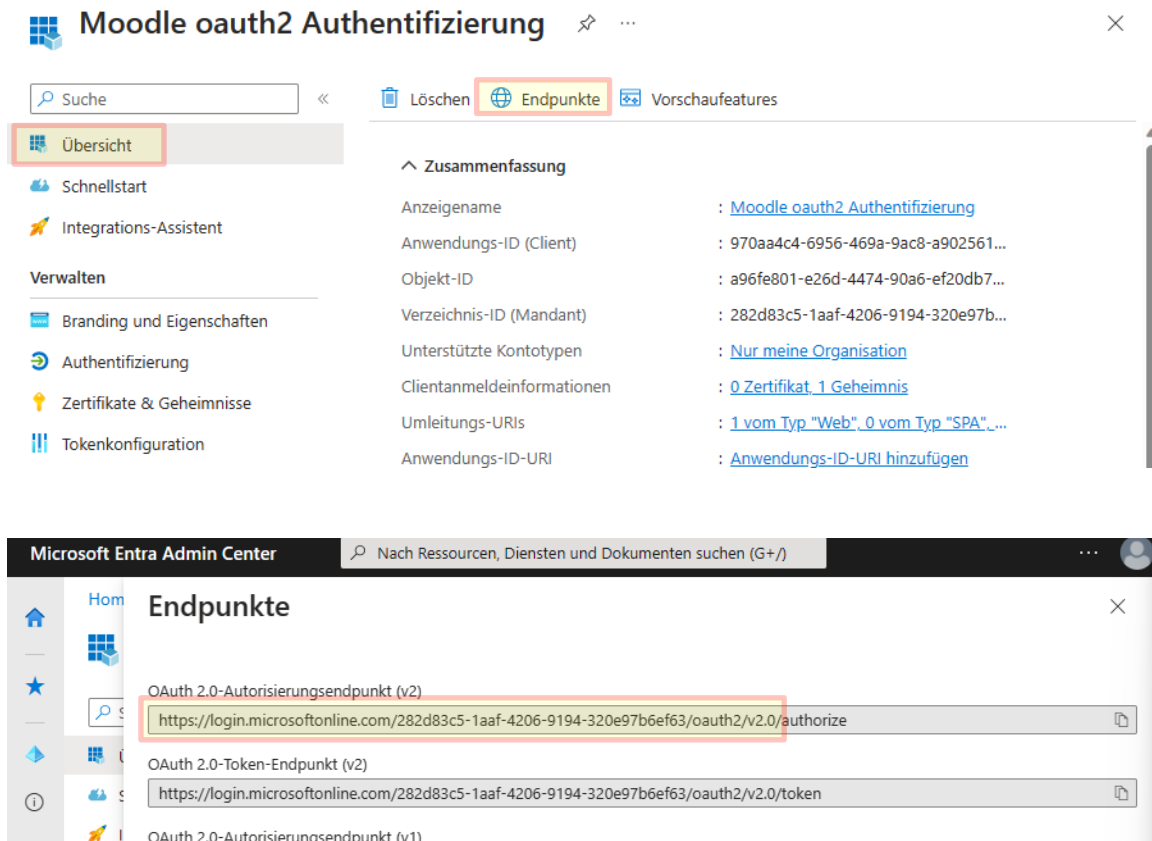 Moodle oauth2 Authentifizierung ...
Suche «
Löschen Endpunkte Vorschaufeatures
Übersicht
Schnellstart
Integrations-Assistent
Verwalten
Branding und Eigenschaften
Authentifizierung
Zertifikate & Geheimnisse
Tokenkonfiguration
Zusammenfassung
Anzeigename : Moodle oauth2 Authentifizierung
Anwendungs-ID (Client) : 970aa4c4-6956-469a-9ac8-a902561...
Objekt-ID : a96fe801-e26d-4474-90a6-ef20db7...
Verzeichnis-ID (Mandant) : 282d83c5-1aaf-4206-9194-320e97b...
Unterstützte Kontotypen : Nur meine Organisation
Clientanmeldeinformationen : 0 Zertifikat, 1 Geheimnis
Umleitungs-URIs : 1 vom Typ "Web", 0 vom Typ "SPA", ...
Anwendungs-ID-URI : Anwendungs-ID-URI hinzufügen
Microsoft Entra Admin Center Nach Ressourcen, Diensten und Dokumenten suchen (G+/) ...
Hom
Endpunkte
OAuth 2.0-Autorisierungsendpunkt (v2)
https://login.microsoftonline.com/282d83c5-1aaf-4206-9194-320e97b6ef63/oauth2/v2.0/authorize
OAuth 2.0-Token-Endpunkt (v2)
https://login.microsoftonline.com/282d83c5-1aaf-4206-9194-320e97b6ef63/oauth2/v2.0/token
OAuth 2.0-Autorisierungsendpunkt (v1)